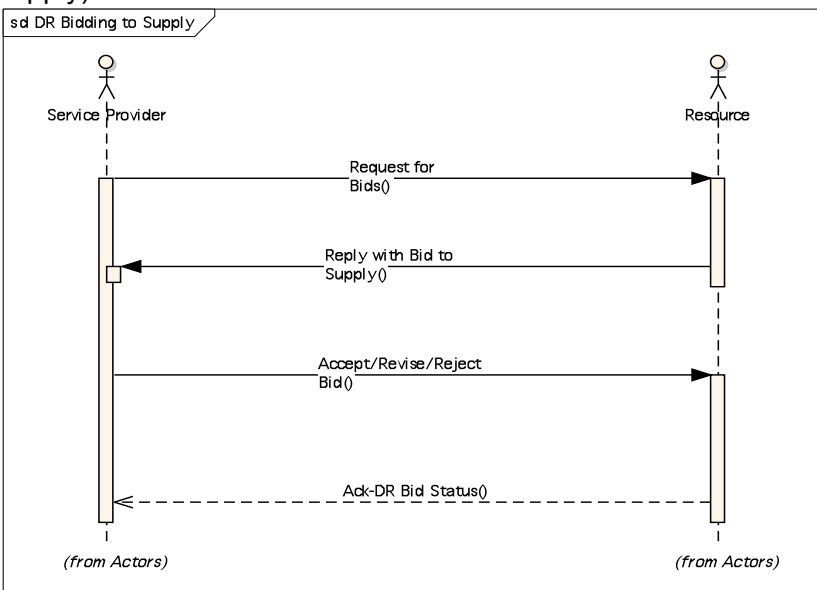 sd DR Bidding to Supply
Service Provider
Resource
Request for
Bids()
Reply with Bid to
Supply()
Accept/Revise/Reject
Bid()
Ack-DR Bid Status()
(from Actors)
(from Actors)